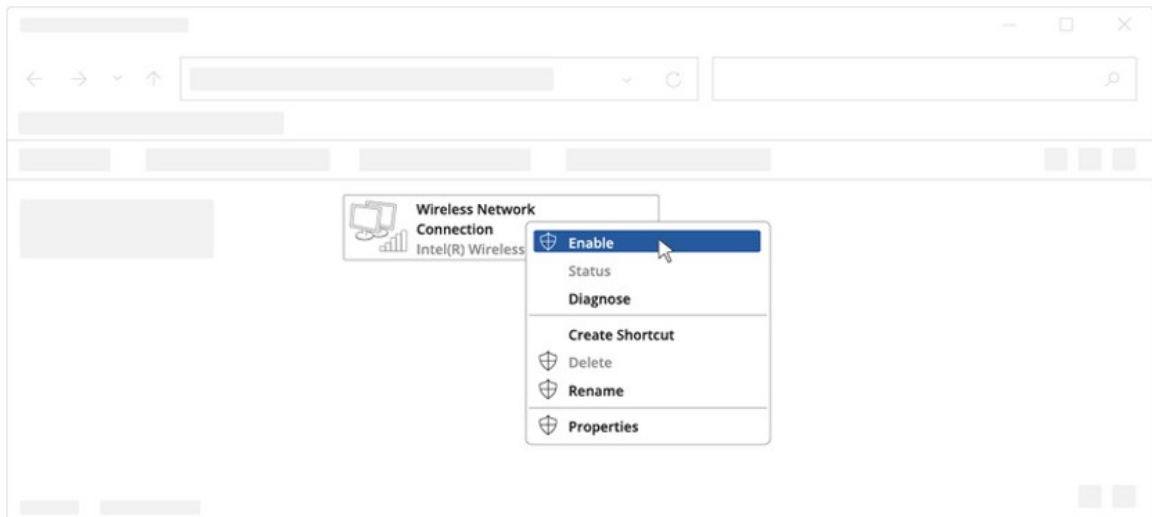 Wireless Network
Connection
Intel(R) Wireless
Enable
Status
Diagnose
Create Shortcut
Delete
Rename
Properties